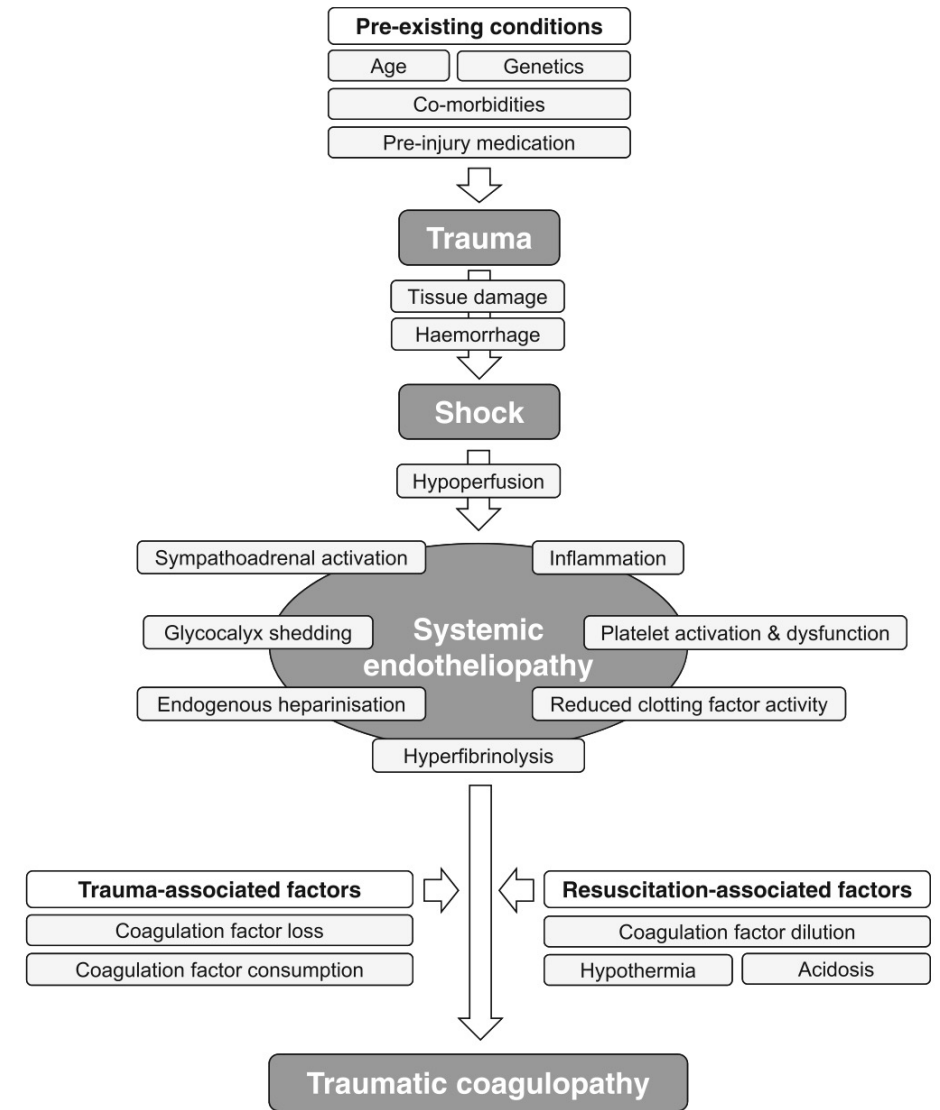 Pre-existing conditions
Age
Genetics
Co-morbidities
Pre-injury medication
Trauma
Tissue damage
Haemorrhage
Shock
Hypoperfusion
Sympathoadrenal activation
Inflammation
Glycocalyx shedding
Systemic
endotheliopathy
Platelet activation & dysfunction
Endogenous heparinisation
Reduced clotting factor activity
Hyperfibrinolysis
Trauma-associated factors
Coagulation factor loss
Coagulation factor consumption
Resuscitation-associated factors
Coagulation factor dilution
Hypothermia
Acidosis
Traumatic coagulopathy